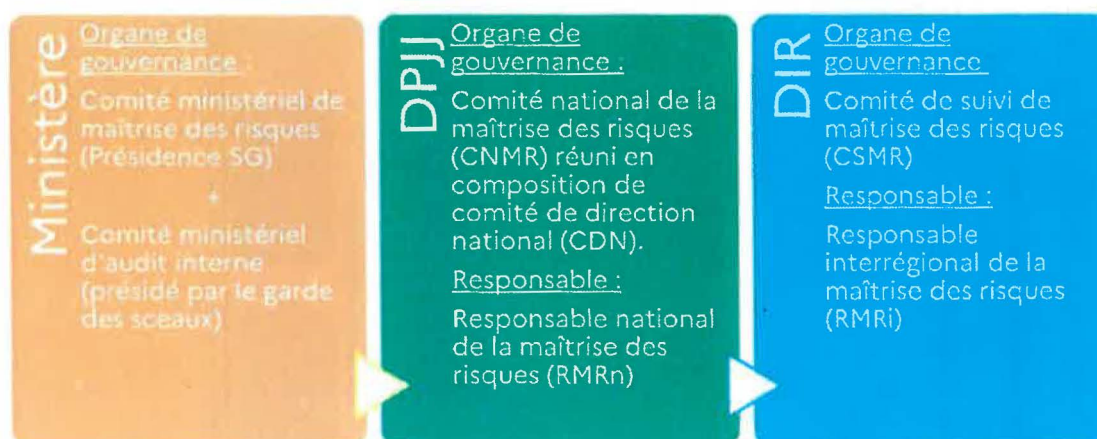 Ministère
Organe de
gouvernance :
Comité ministériel de
maîtrise des risques
(Présidence SG)
+
Comité ministériel
d'audit interne
(présidé par le garde
des sceaux)
DPJJ
Organe de
gouvernance :
Comité national de la
maîtrise des risques
(CNMR) réuni en
composition de
comité de direction
national (CDN).
Responsable :
Responsable national
de la maîtrise des
risques (RMRn)
DIR
Organe de
gouvernance
Comité de suivi de
maîtrise des risques
(CSMR)
Responsable :
Responsable
interrégional de la
maîtrise des risques
(RMRi)